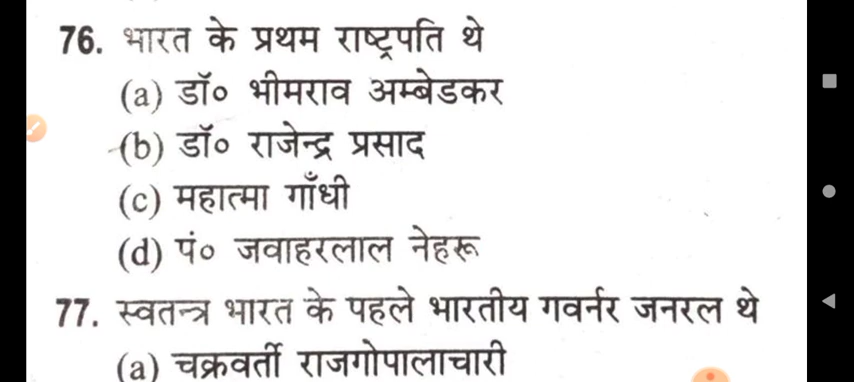 76. भारत के प्रथम राष्ट्रपति थे
(a) डॉ० भीमराव अम्बेडकर
(b) डॉ० राजेन्द्र प्रसाद
(c) महात्मा गाँधी
(d) पं० जवाहरलाल नेहरू
77. स्वतन्त्र भारत के पहले भारतीय गवर्नर जनरल थे
(a) चक्रवर्ती राजगोपालाचारी